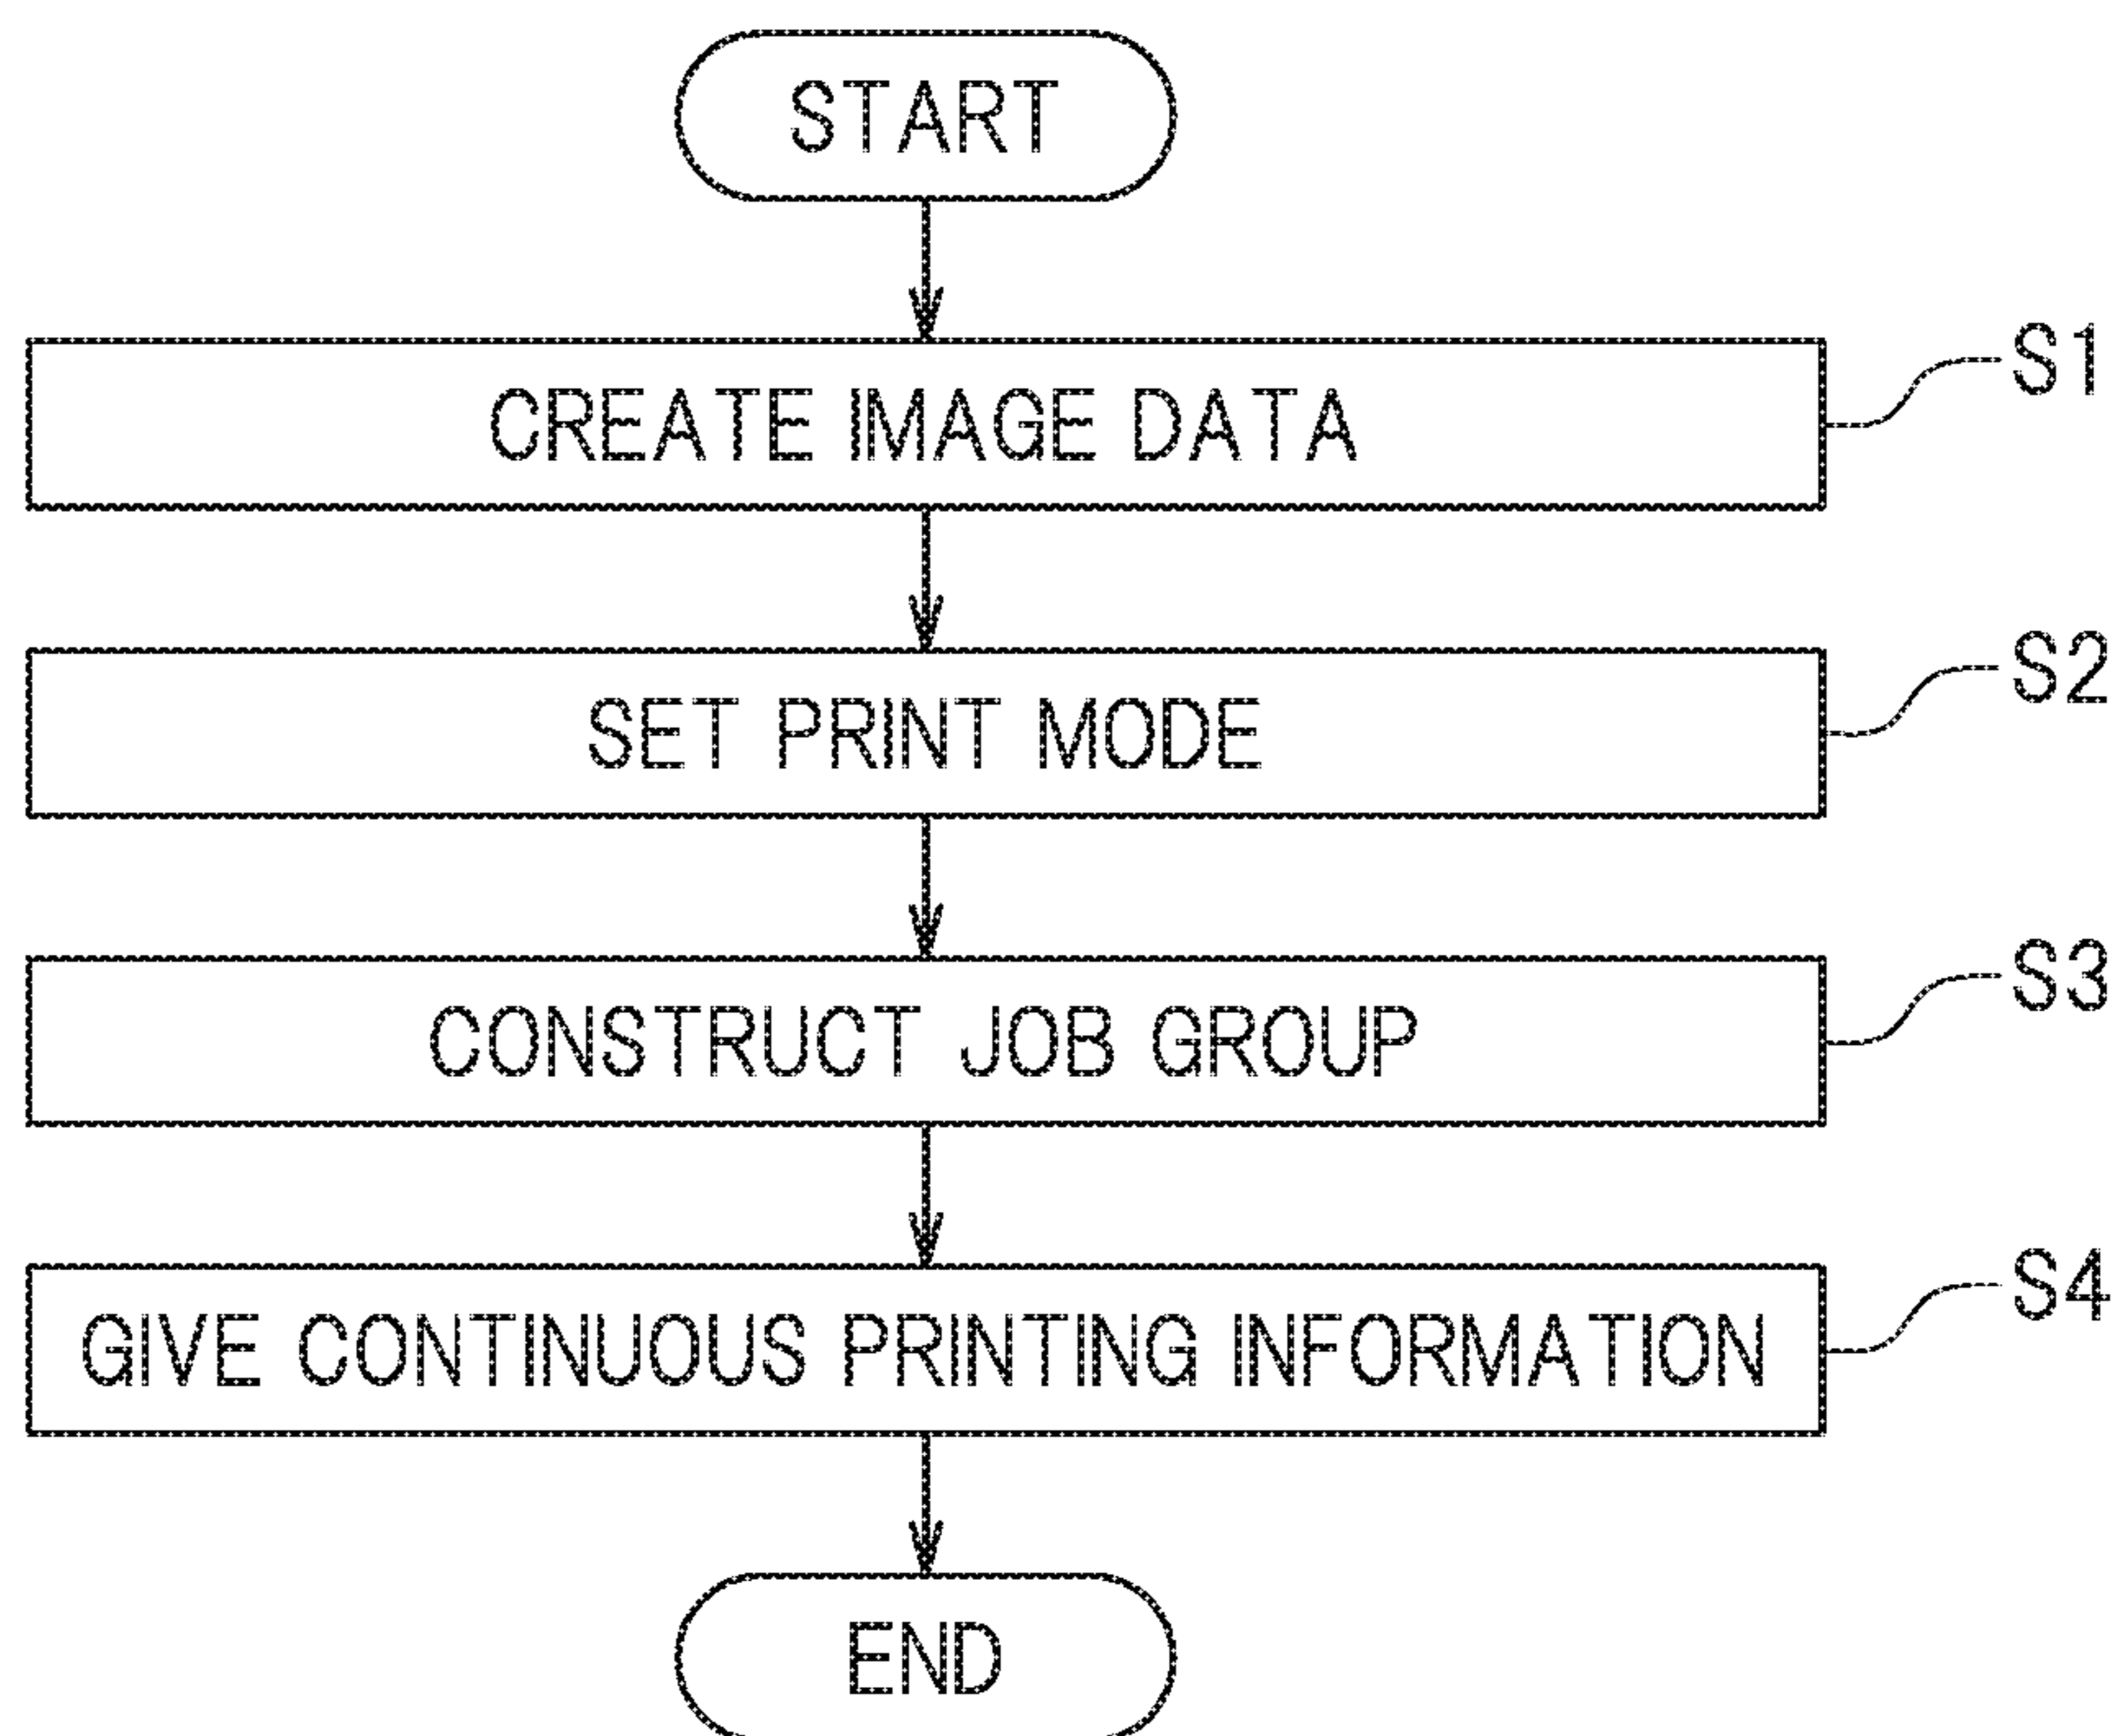 START
CREATE IMAGE DATA
S1
SET PRINT MODE
S2
CONSTRUCT JOB GROUP
S3
GIVE CONTINUOUS PRINTING INFORMATION
S4
END